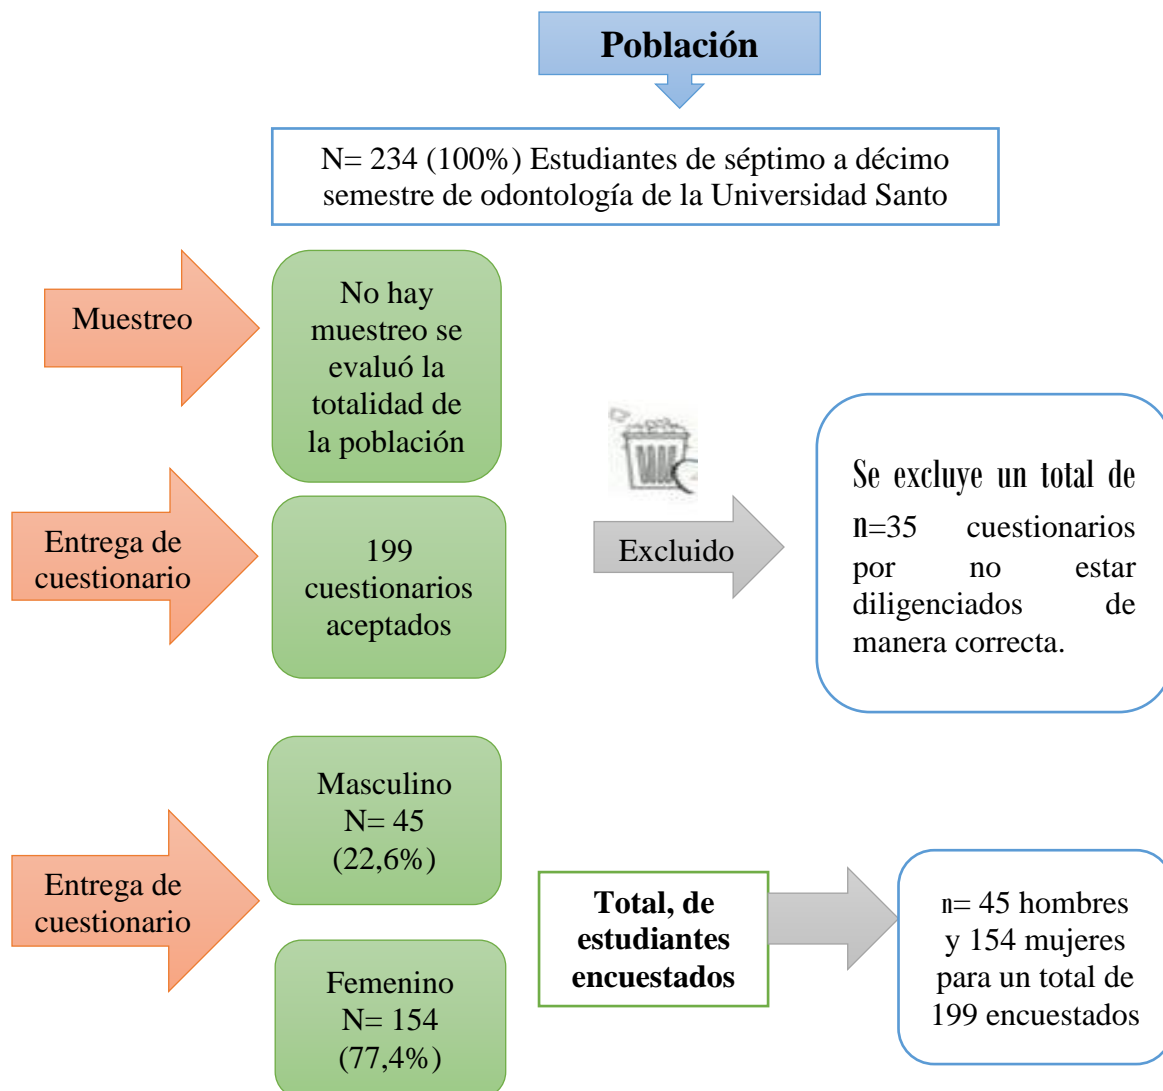 Población
N= 234 (100%) Estudiantes de séptimo a décimo
semestre de odontología de la Universidad Santo
Muestreo
No hay
muestreo se
evaluó la
totalidad de
la población
Entrega de
cuestionario
199
cuestionarios
aceptados
Excluido
Se excluye un total de
n=35 cuestionarios
por no estar
diligenciados de
manera correcta.
Entrega de
cuestionario
Masculino
N= 45
(22,6%)
Femenino
N= 154
(77,4%)
Total, de
estudiantes
encuestados
n= 45 hombres
y 154 mujeres
para un total de
199 encuestados